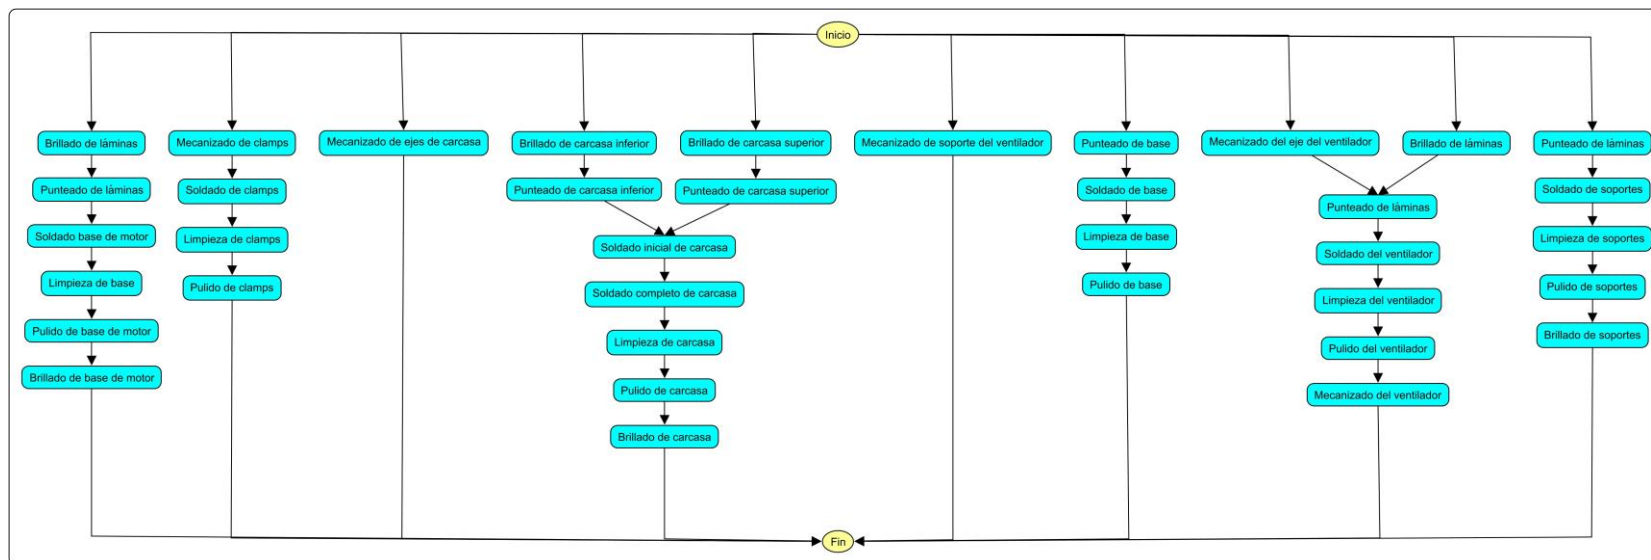 Inicio
Brillado de láminas
Mecanizado de clamps
Mecanizado de ejes de carcasa
Brillado de carcasa inferior
Brillado de carcasa superior
Mecanizado de soporte del ventilador
Punteado de base
Mecanizado del eje del ventilador
Brillado de láminas
Punteado de láminas
Punteado de láminas
Soldado de clamps
Punteado de carcasa inferior
Punteado de carcasa superior
Soldado de base
Punteado de láminas
Soldado de soportes
Soldado base de motor
Limpieza de clamps
Soldado inicial de carcasa
Limpieza de base
Soldado del ventilador
Limpieza de soportes
Limpieza de base
Pulido de clamps
Soldado completo de carcasa
Pulido de base
Limpieza del ventilador
Pulido de soportes
Pulido de base de motor
Limpieza de carcasa
Pulido del ventilador
Brillado de soportes
Brillado de base de motor
Pulido de carcasa
Mecanizado del ventilador
Brillado de carcasa
Fin